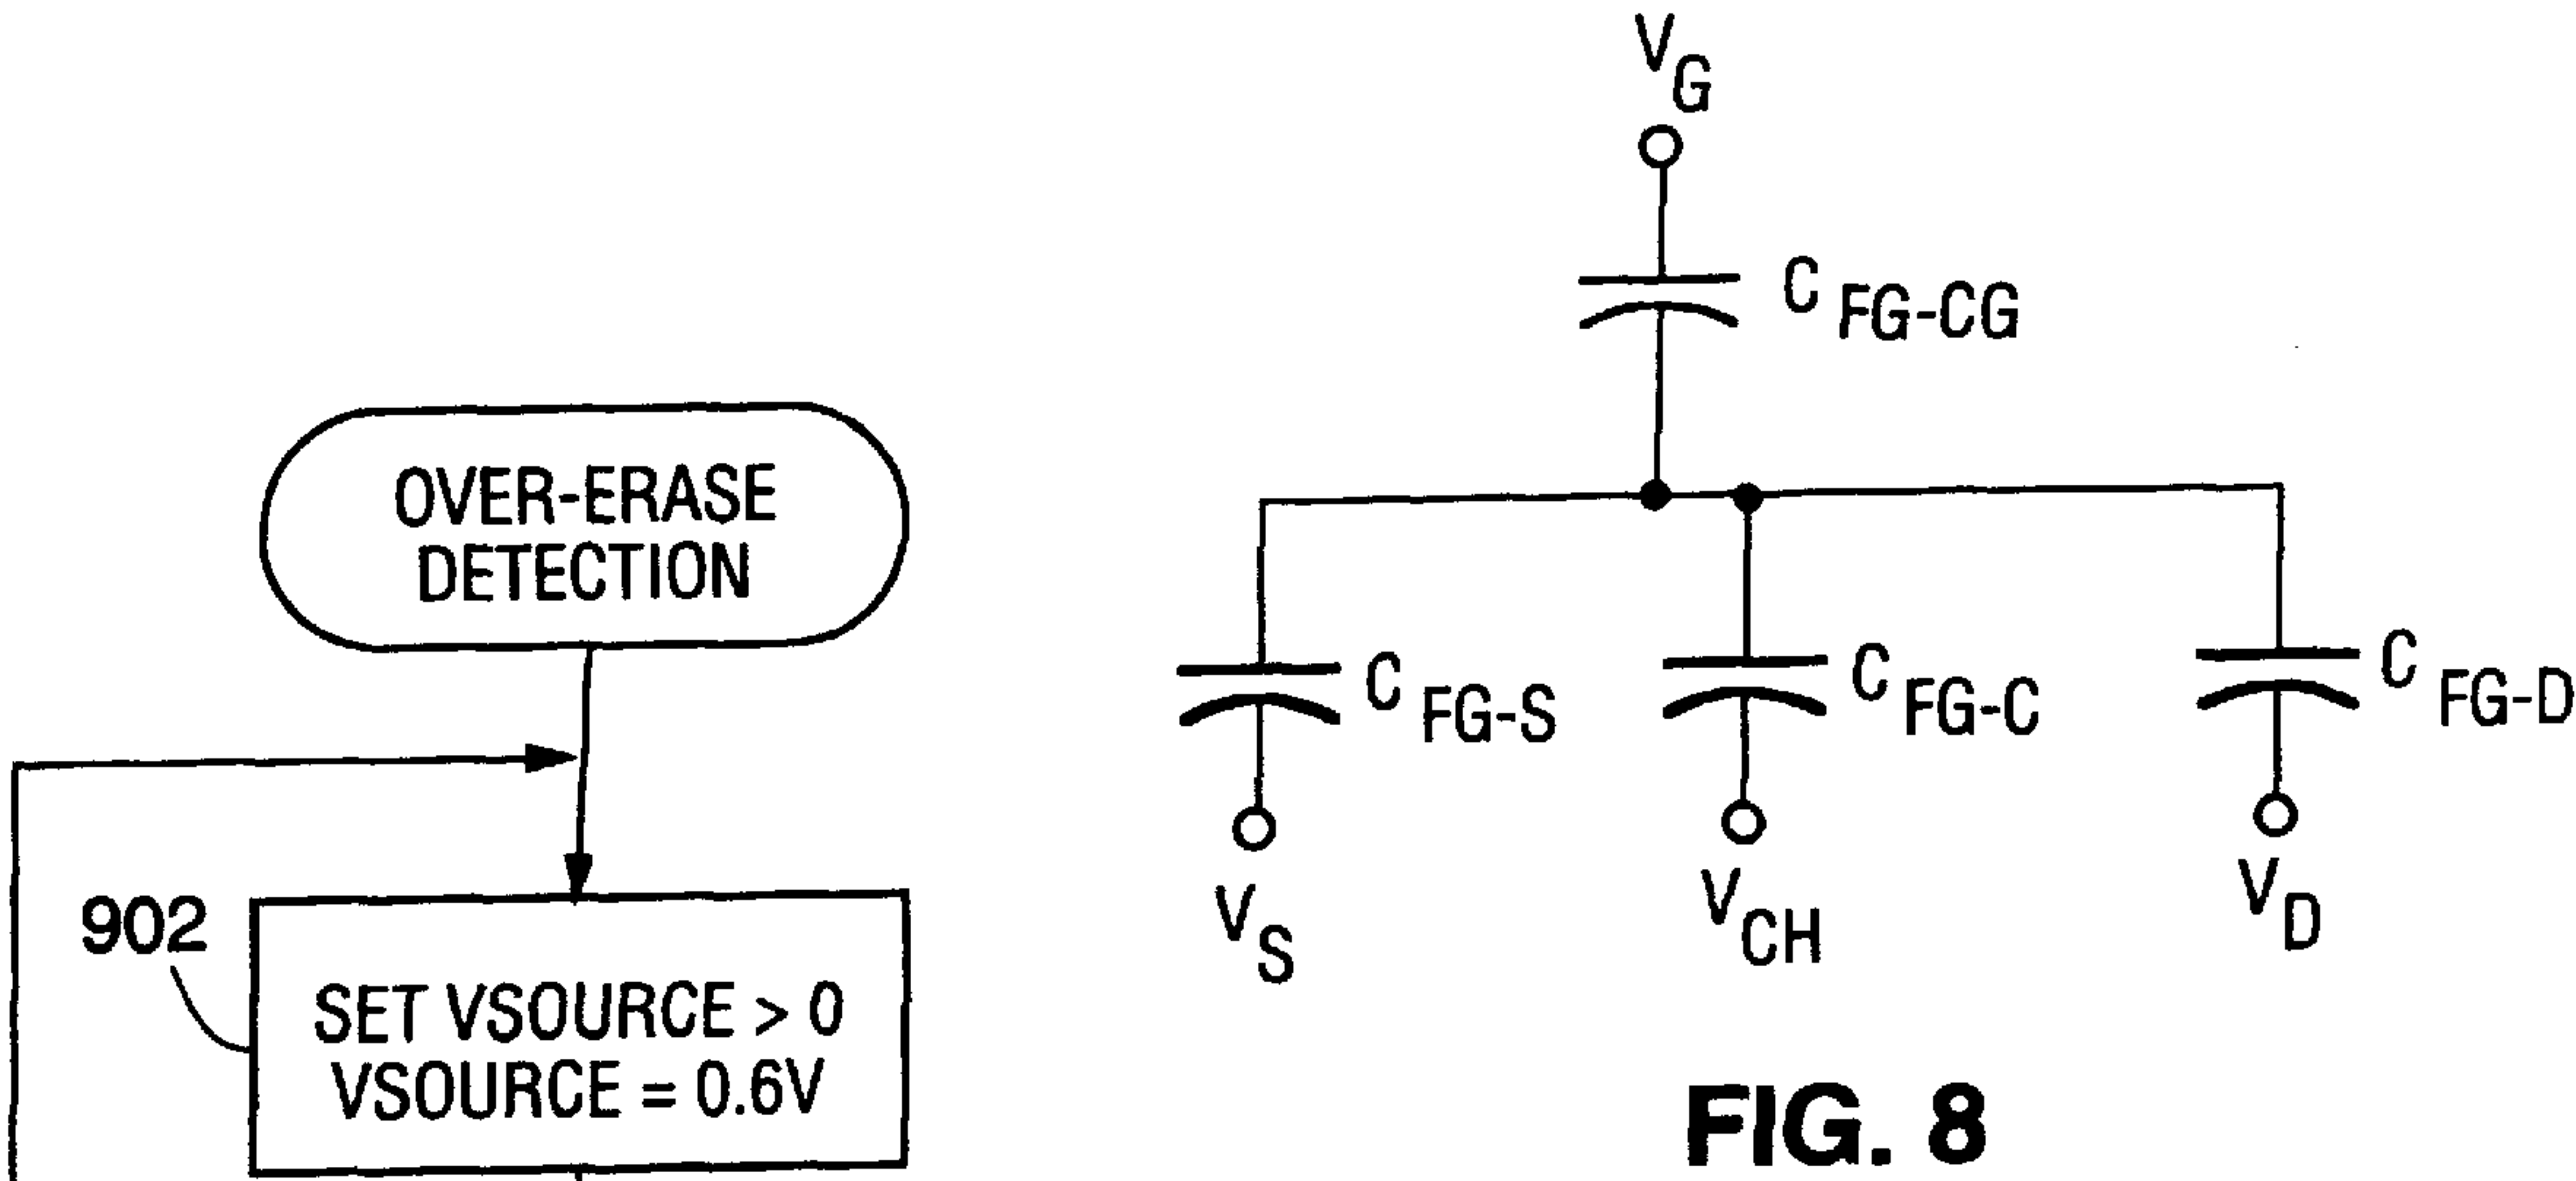 OVER-ERASE
DETECTION
902
SET VSOURCE > 0
VSOURCE = 0.6V
V_G
C_FG-CG
C_FG-S
C_FG-C
C_FG-D
V_S
V_CH
V_D
FIG. 8